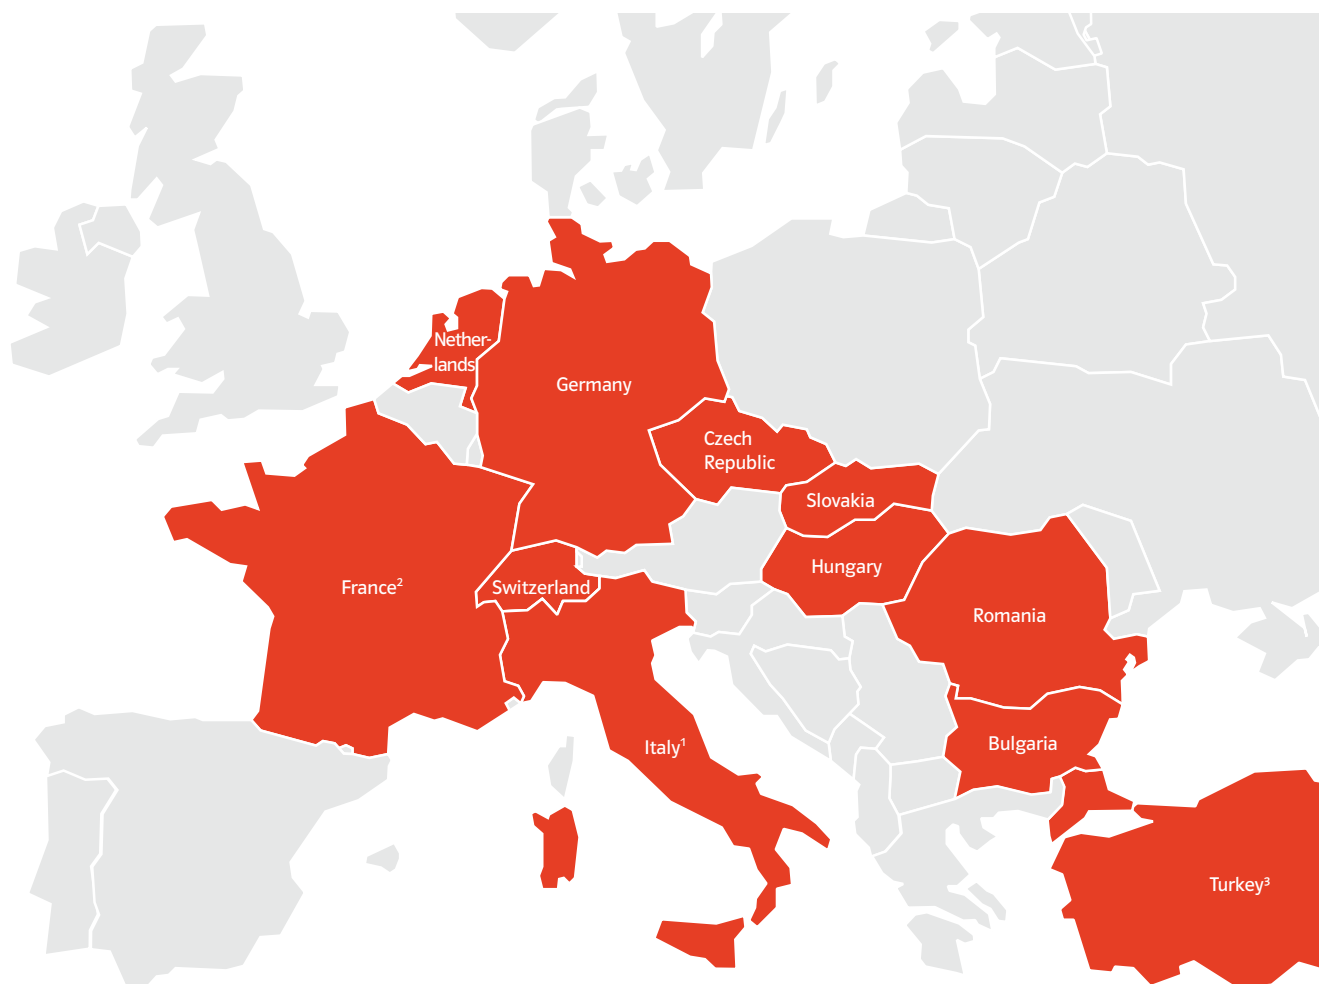 Nether-
lands
Germany
Czech
Republic
Slovakia
Hungary
France²
Switzerland
Romania
Italy¹
Bulgaria
Turkey³